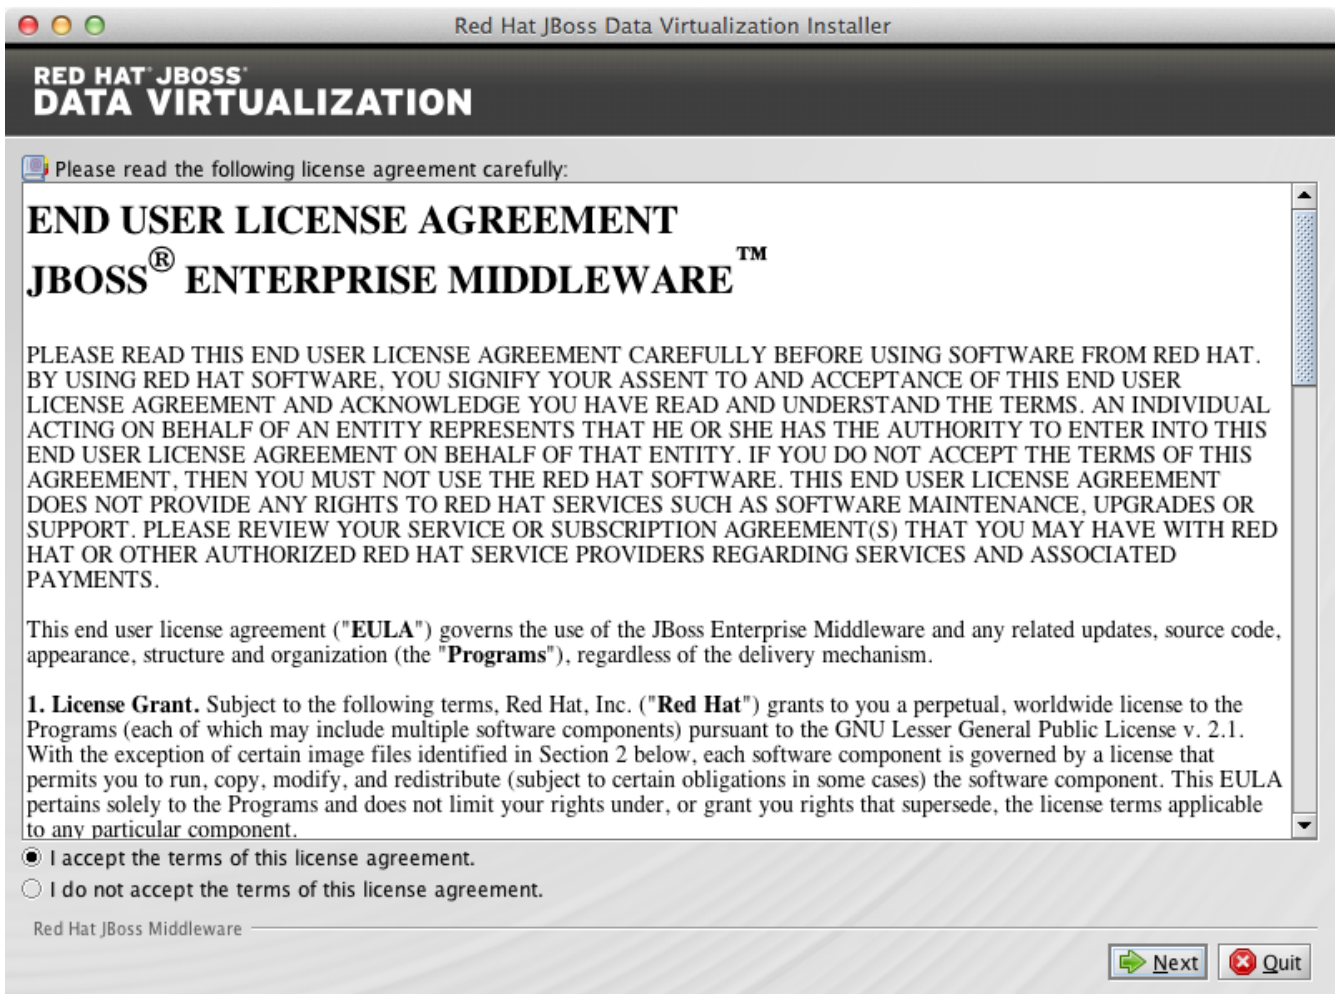 Red Hat JBoss Data Virtualization Installer
RED HAT® JBOSS®
DATA VIRTUALIZATION
Please read the following license agreement carefully:
END USER LICENSE AGREEMENT
JBOSS® ENTERPRISE MIDDLEWARE™
PLEASE READ THIS END USER LICENSE AGREEMENT CAREFULLY BEFORE USING SOFTWARE FROM RED HAT.
BY USING RED HAT SOFTWARE, YOU SIGNIFY YOUR ASSENT TO AND ACCEPTANCE OF THIS END USER
LICENSE AGREEMENT AND ACKNOWLEDGE YOU HAVE READ AND UNDERSTAND THE TERMS. AN INDIVIDUAL
ACTING ON BEHALF OF AN ENTITY REPRESENTS THAT HE OR SHE HAS THE AUTHORITY TO ENTER INTO THIS
END USER LICENSE AGREEMENT ON BEHALF OF THAT ENTITY. IF YOU DO NOT ACCEPT THE TERMS OF THIS
AGREEMENT, THEN YOU MUST NOT USE THE RED HAT SOFTWARE. THIS END USER LICENSE AGREEMENT
DOES NOT PROVIDE ANY RIGHTS TO RED HAT SERVICES SUCH AS SOFTWARE MAINTENANCE, UPGRADES OR
SUPPORT. PLEASE REVIEW YOUR SERVICE OR SUBSCRIPTION AGREEMENT(S) THAT YOU MAY HAVE WITH RED
HAT OR OTHER AUTHORIZED RED HAT SERVICE PROVIDERS REGARDING SERVICES AND ASSOCIATED
PAYMENTS.
This end user license agreement ("EULA") governs the use of the JBoss Enterprise Middleware and any related updates, source code,
appearance, structure and organization (the "Programs"), regardless of the delivery mechanism.
1. License Grant. Subject to the following terms, Red Hat, Inc. ("Red Hat") grants to you a perpetual, worldwide license to the
Programs (each of which may include multiple software components) pursuant to the GNU Lesser General Public License v. 2.1.
With the exception of certain image files identified in Section 2 below, each software component is governed by a license that
permits you to run, copy, modify, and redistribute (subject to certain obligations in some cases) the software component. This EULA
pertains solely to the Programs and does not limit your rights under, or grant you rights that supersede, the license terms applicable
to any particular component.
I accept the terms of this license agreement.
I do not accept the terms of this license agreement.
Red Hat JBoss Middleware
Next
Quit